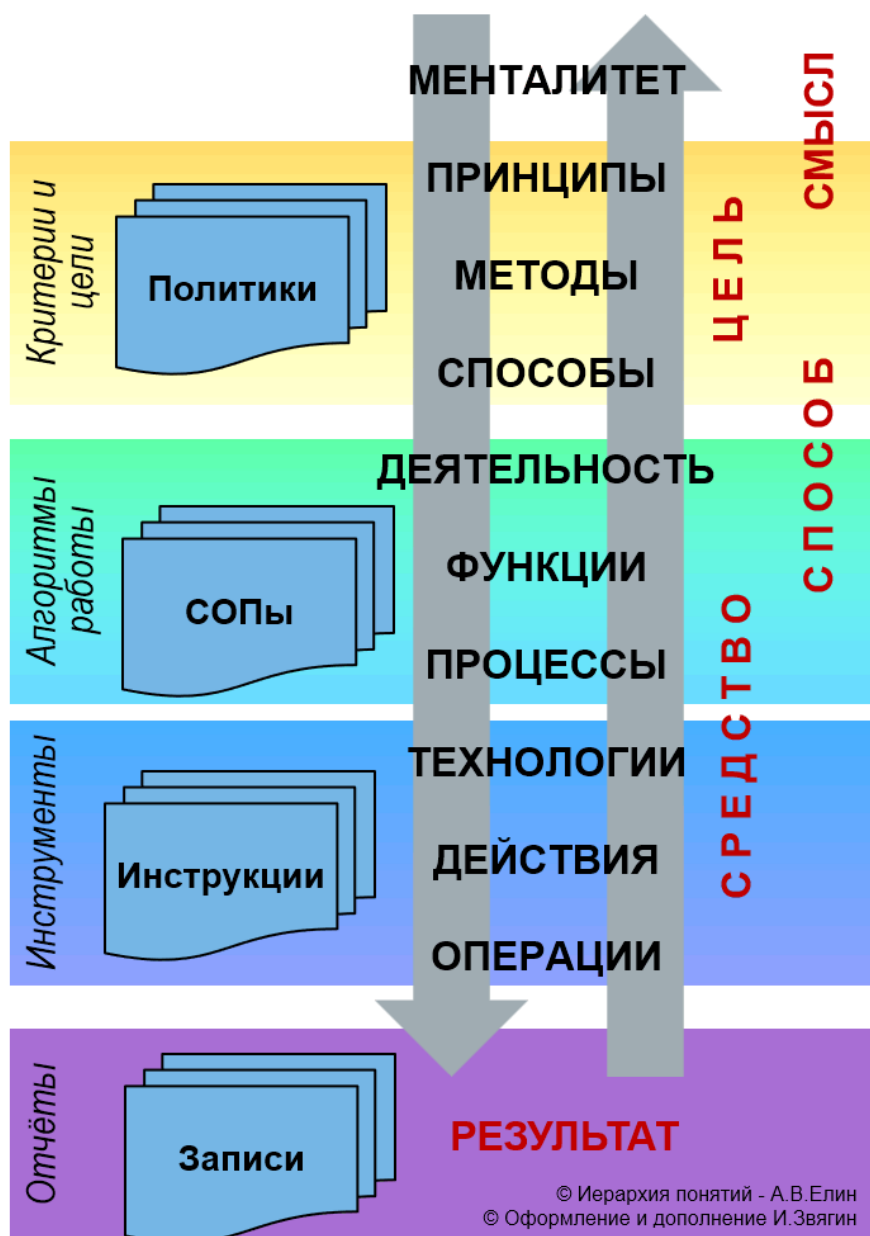 МЕНТАЛИТЕТ
СМЫСЛ
Критерии и
цели
Политики
ПРИНЦИПЫ
МЕТОДЫ
СПОСОБЫ
ЦЕЛЬ
СПОСОБ
Алгоритмы
работы
СОПы
ДЕЯТЕЛЬНОСТЬ
ФУНКЦИИ
ПРОЦЕССЫ
СРЕДСТВО
Инструменты
Инструкции
ТЕХНОЛОГИИ
ДЕЙСТВИЯ
ОПЕРАЦИИ
Отчёты
Записи
РЕЗУЛЬТАТ
© Иерархия понятий - А.В.Елин
© Оформление и дополнение И.Звягин